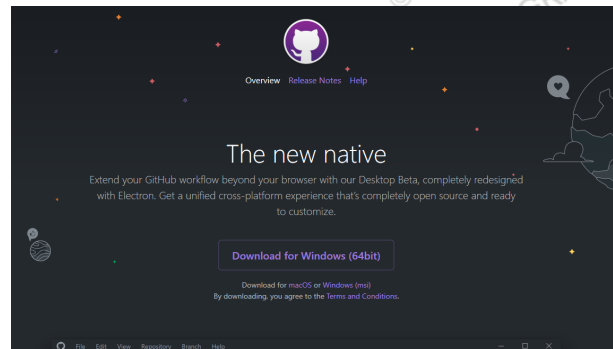 Overview Release Notes Help
The new native
Extend your GitHub workflow beyond your browser with our Desktop Beta, completely redesigned
with Electron. Get a unified cross-platform experience that's completely open source and ready
to customize.
Download for Windows (64bit)
Download for macOS or Windows (msi)
By downloading, you agree to the Terms and Conditions.
File Edit View Repository Branch Help